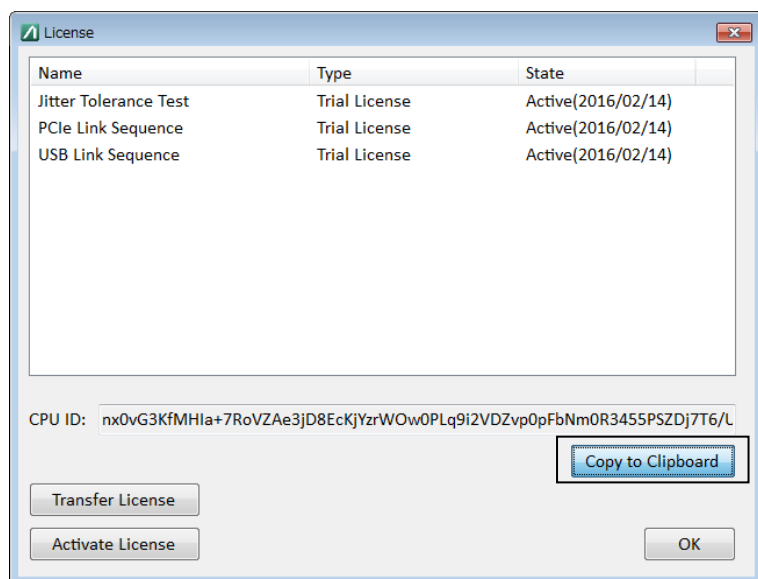 License
Name Type State
Jitter Tolerance Test Trial License Active(2016/02/14)
PCIe Link Sequence Trial License Active(2016/02/14)
USB Link Sequence Trial License Active(2016/02/14)
CPU ID: nx0vG3KfMHIa+7RoVZAe3jD8EcKjYzrWOw0PLq9i2VDZvp0pFbNm0R3455PSZDj7T6/U
Copy to Clipboard
Transfer License
Activate License OK